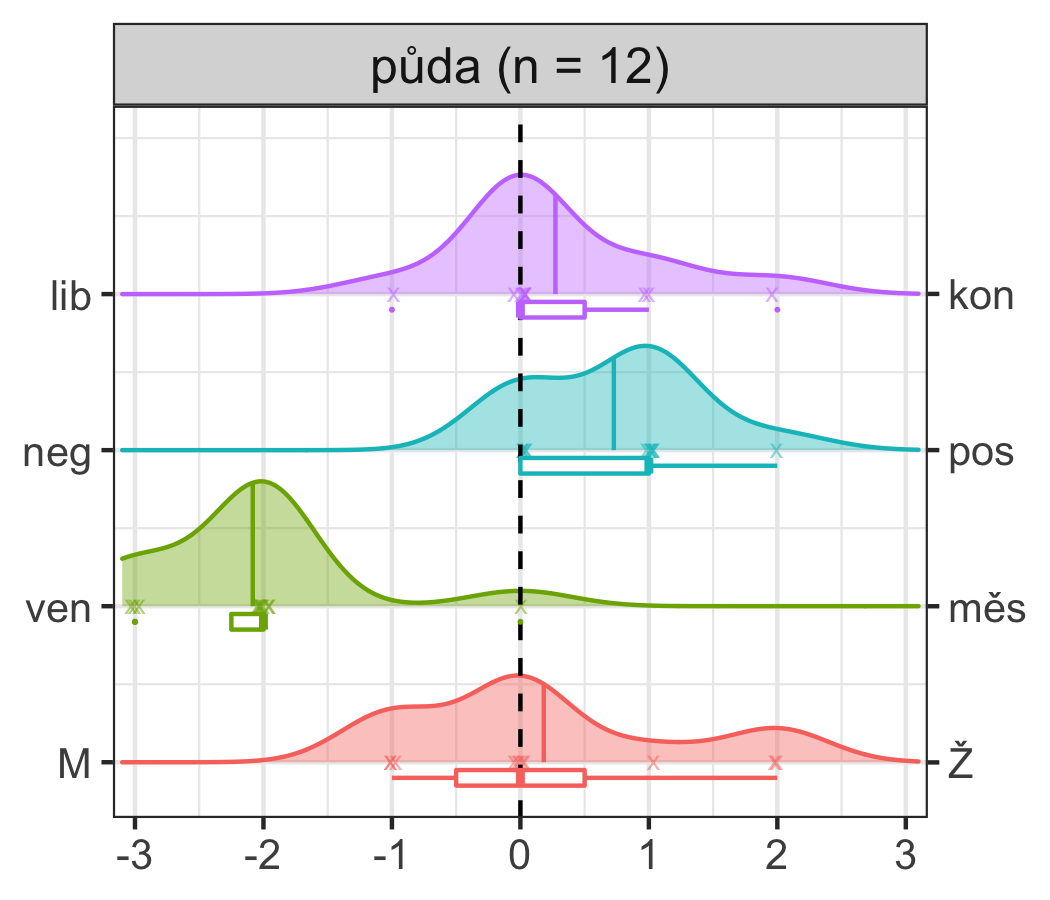 půda (n = 12)
lib kon
neg pos
ven měs
M Ž
-3 -2 -1 0 1 2 3